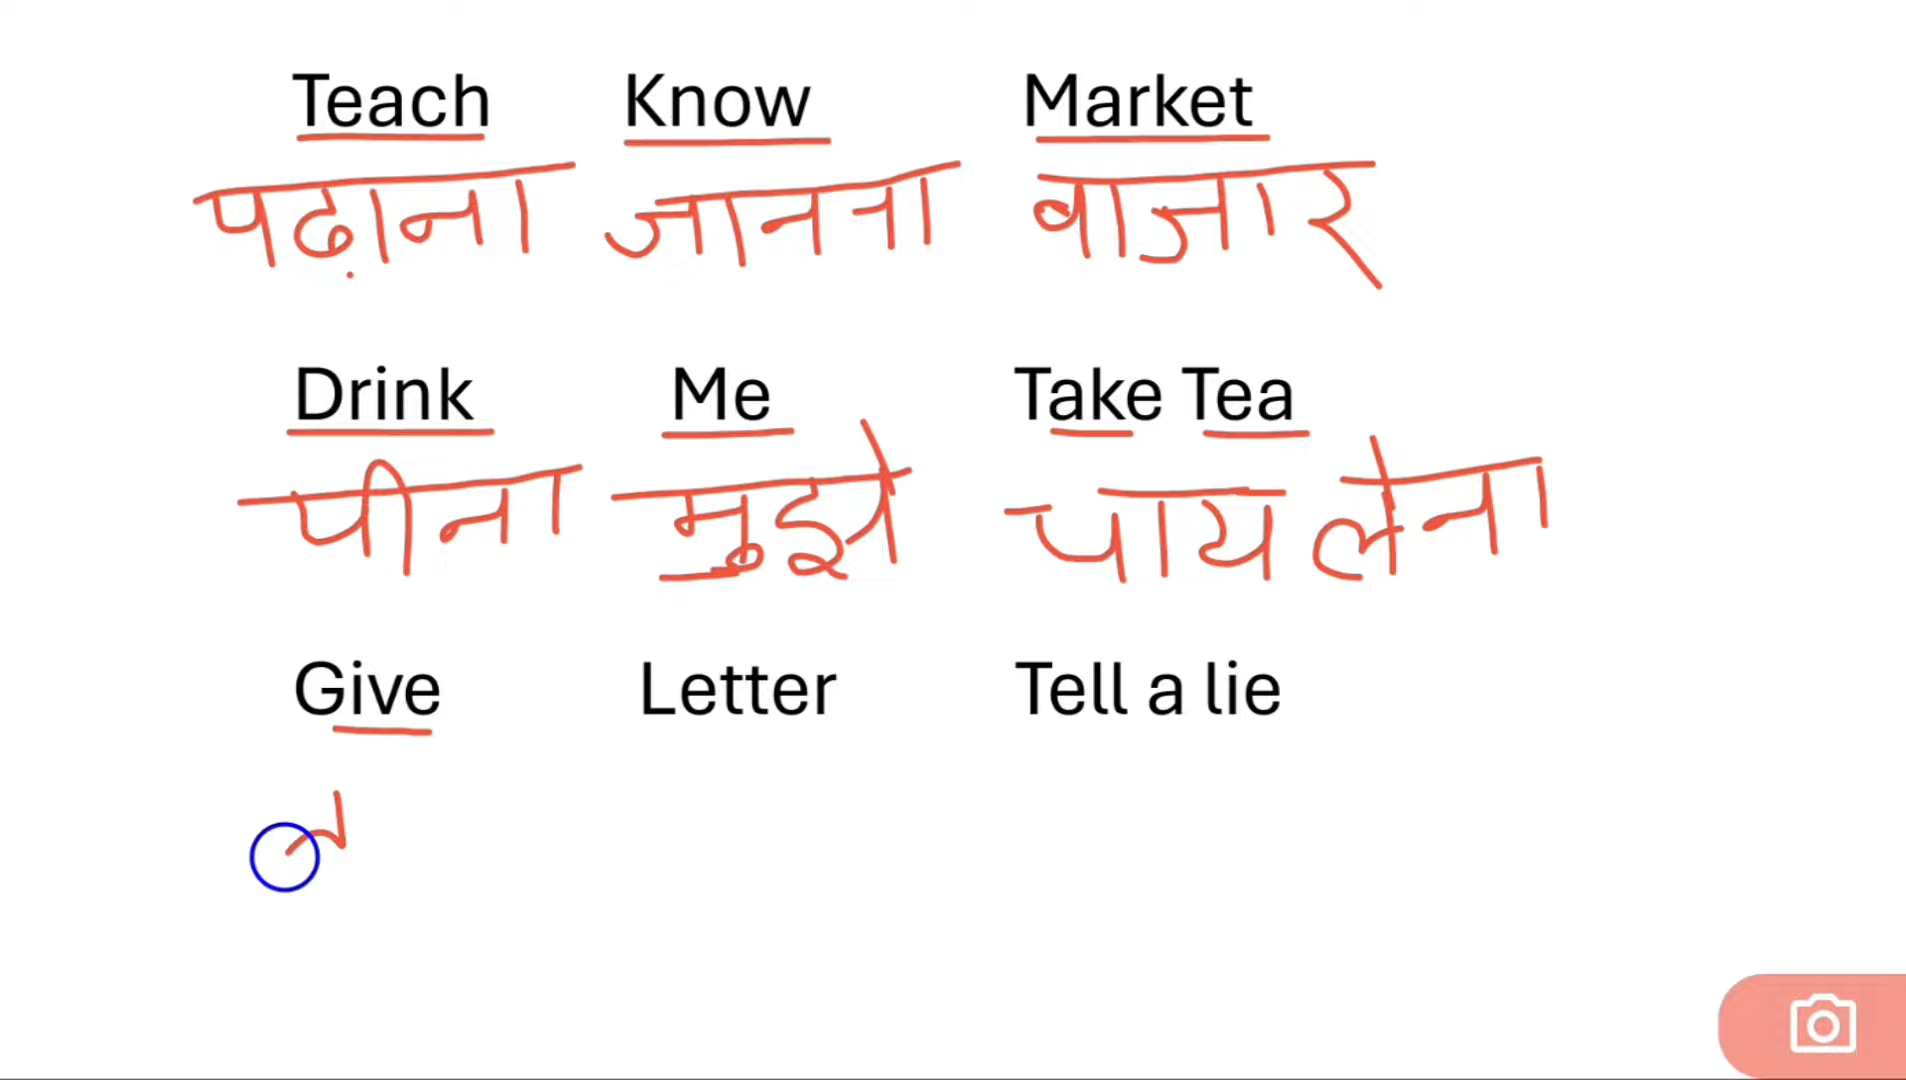 Teach Know Market
पढ़ाना जानना बाजार
Drink Me Take Tea
पीना मुझे चाय लेना
Give Letter Tell a lie